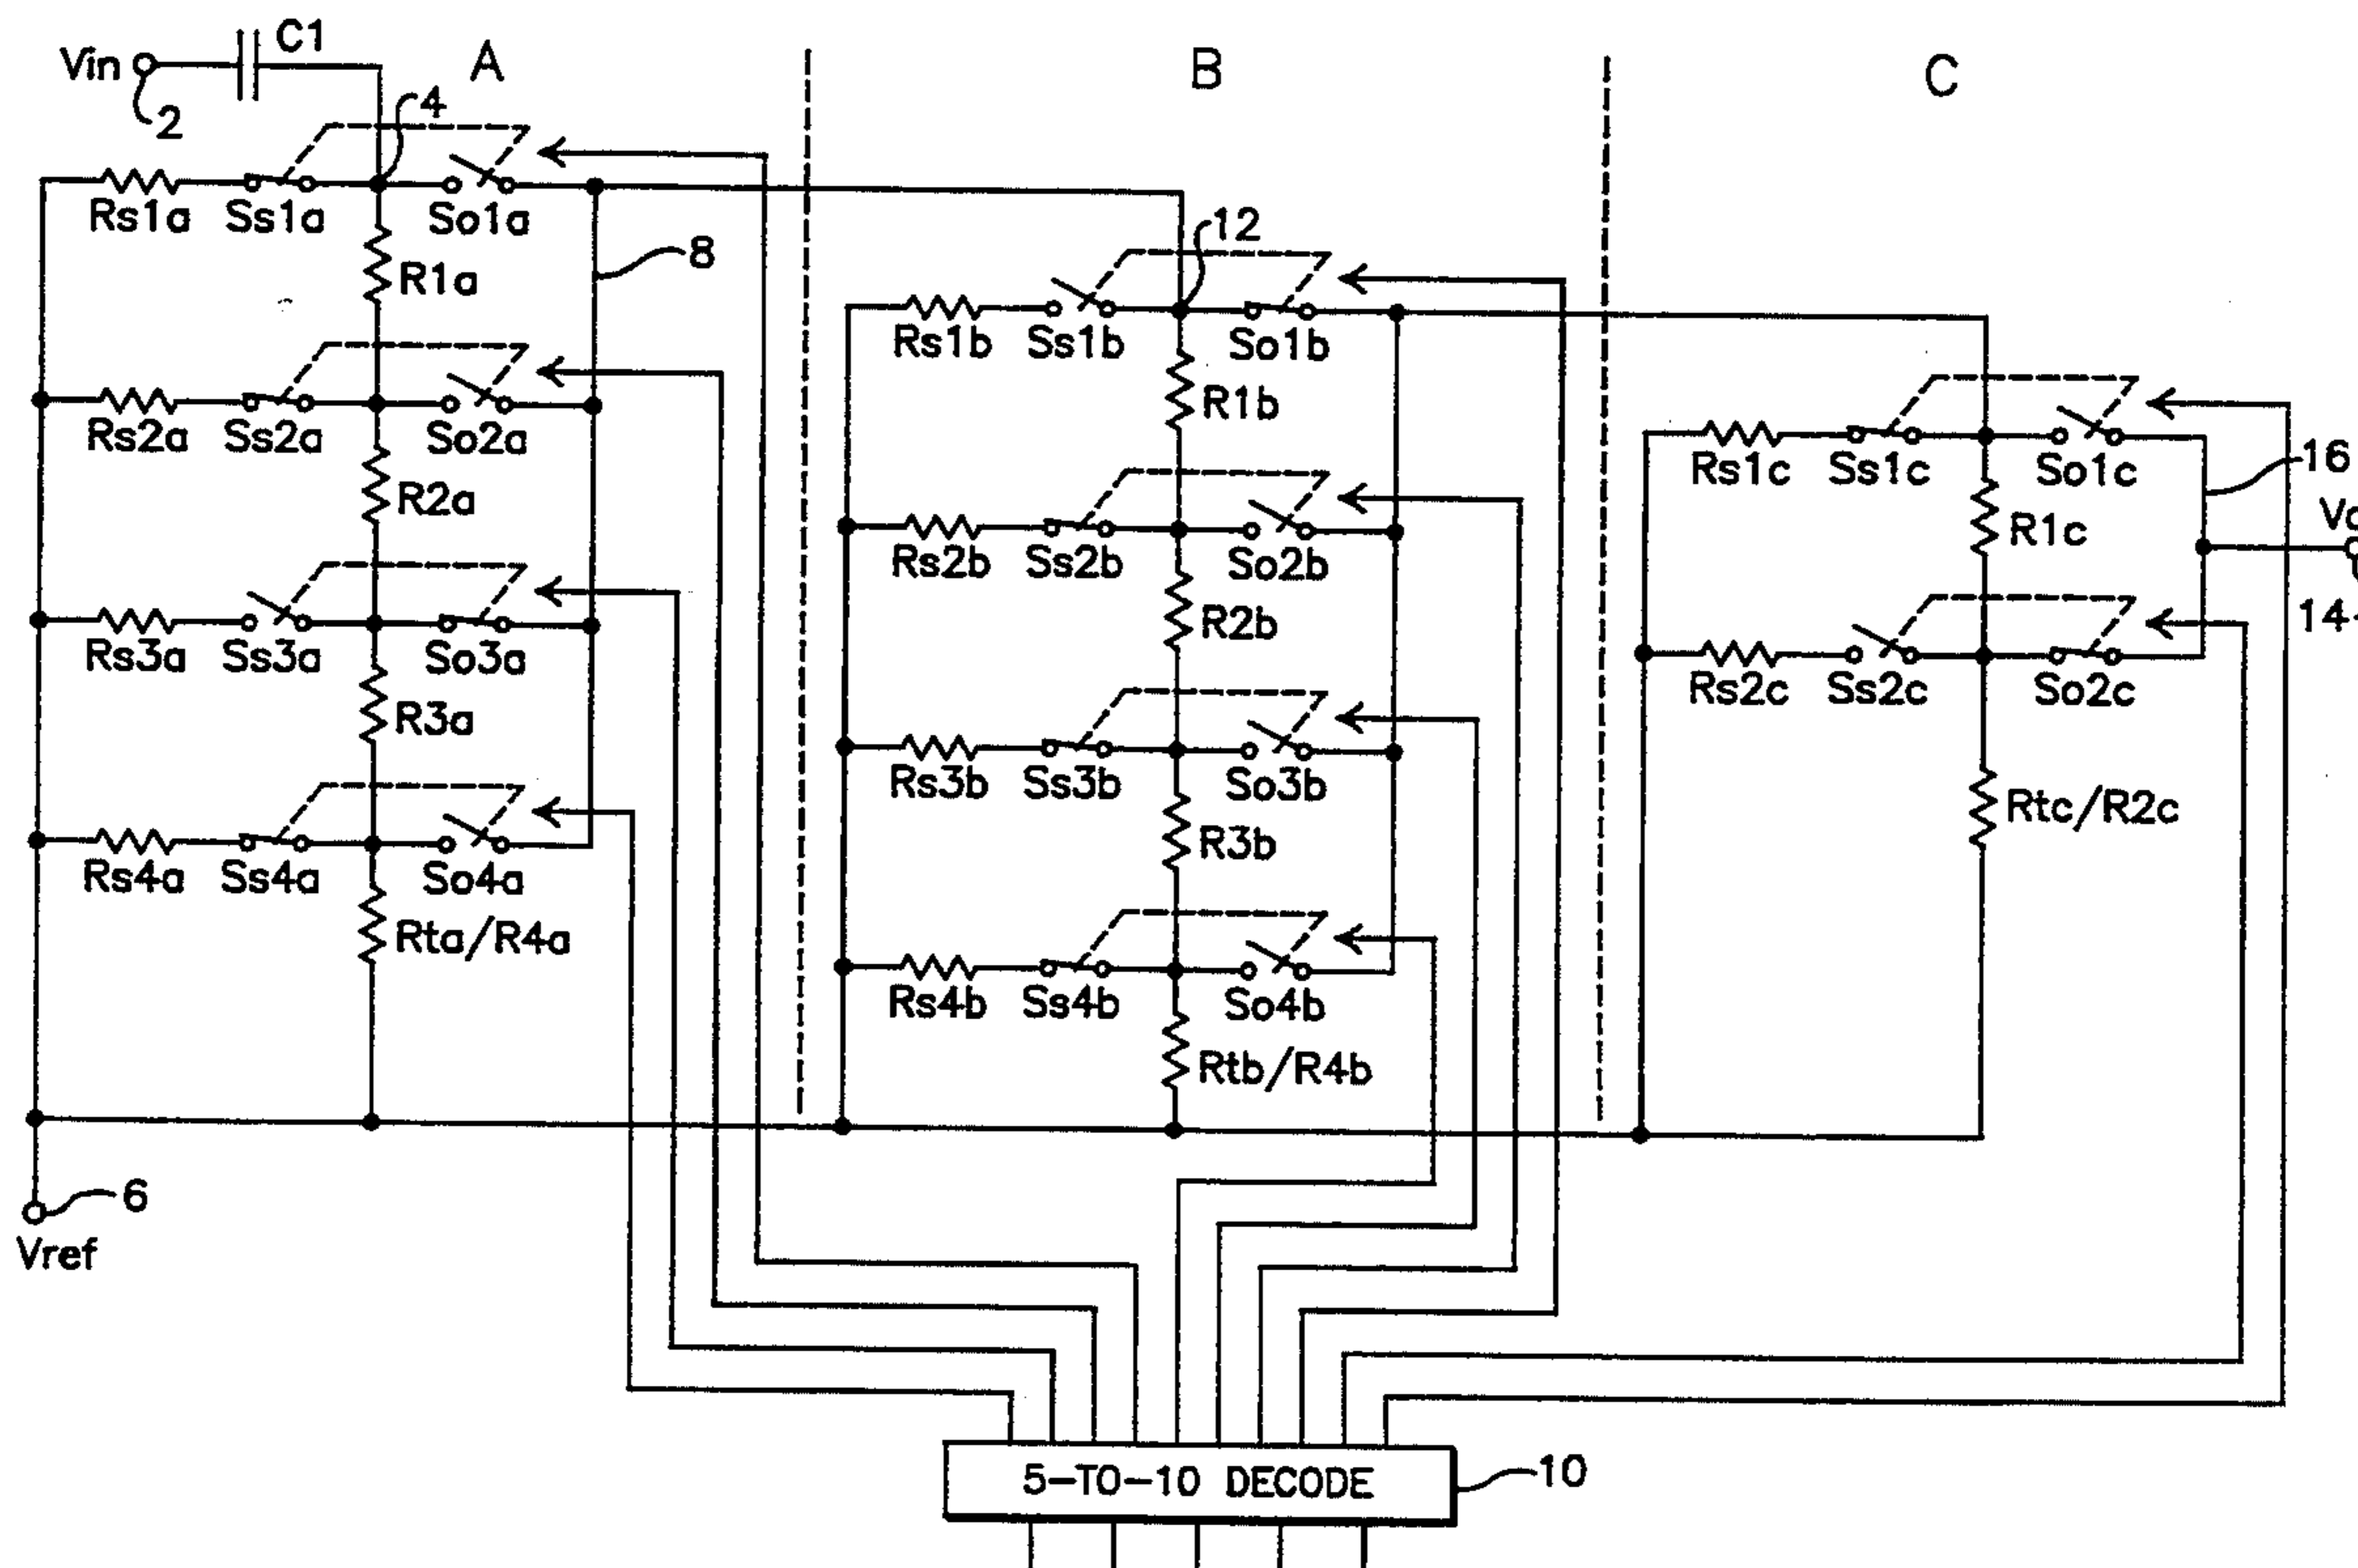 C1
Vin
A
B
C
2
4
Rs1a
Ss1a
So1a
8
12
R1a
Rs1b
Ss1b
So1b
Rs2a
Ss2a
So2a
R1b
16
Rs1c
Ss1c
So1c
R2a
R1c
Rs2b
Ss2b
So2b
14
Rs3a
Ss3a
So3a
R2b
Rs2c
Ss2c
So2c
R3a
Rs3b
Ss3b
So3b
Rtc/R2c
Rs4a
Ss4a
So4a
R3b
Rta/R4a
Rs4b
Ss4b
So4b
Rtb/R4b
6
Vref
5-TO-10 DECODE
10